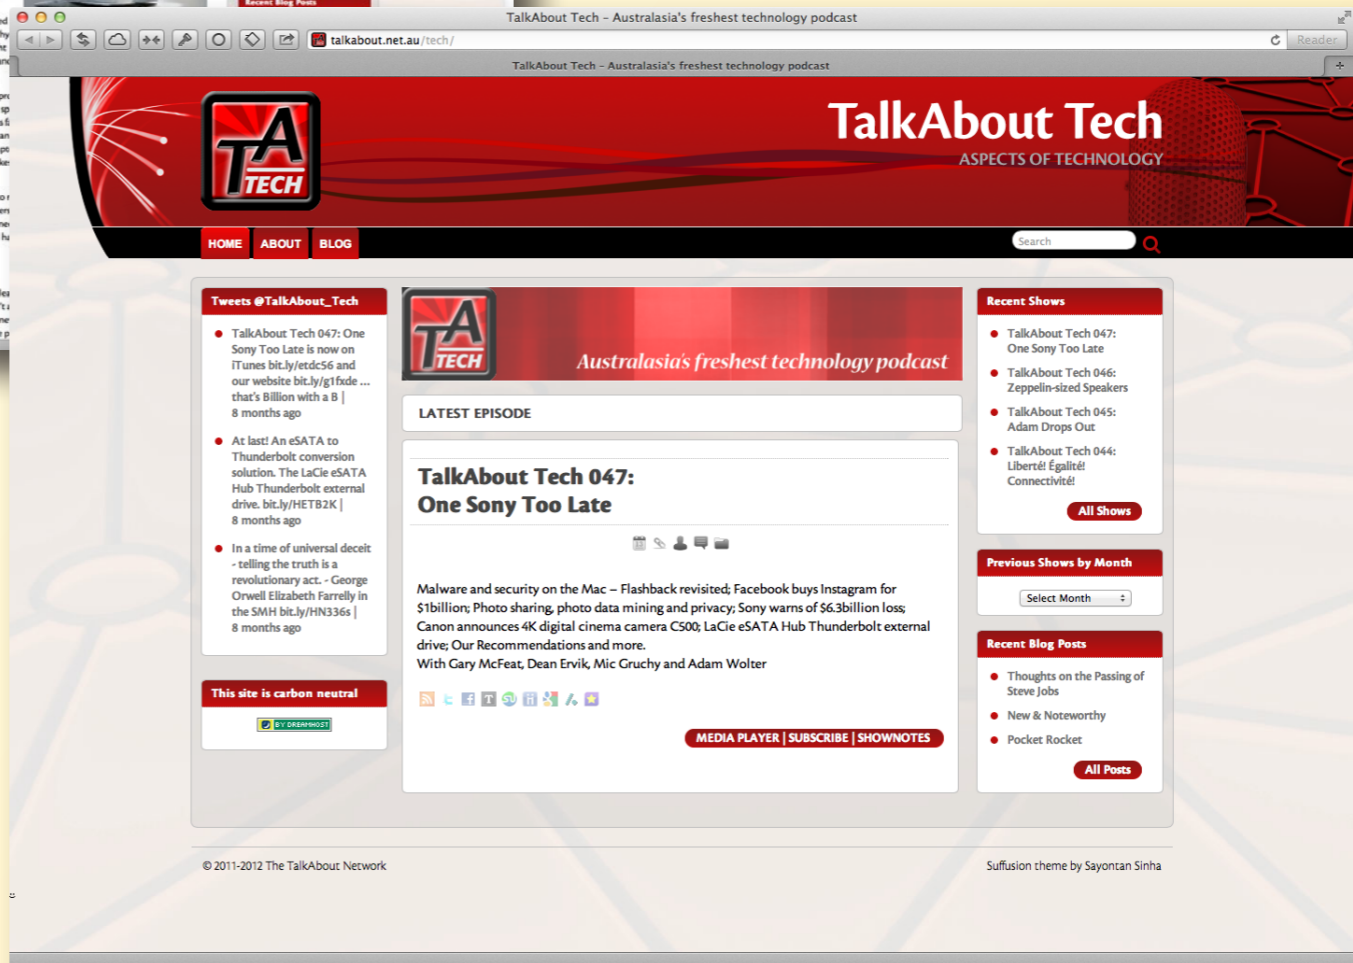 Recent Blog Posts
TalkAbout Tech – Australasia's freshest technology podcast
talkabout.net.au/tech/
Reader
TalkAbout Tech – Australasia's freshest technology podcast
TA TECH
TalkAbout Tech
ASPECTS OF TECHNOLOGY
HOME
ABOUT
BLOG
Search
Tweets @TalkAbout_Tech
TalkAbout Tech 047: One
Sony Too Late is now on
iTunes bit.ly/etdc56 and
our website bit.ly/g1fxde ...
that's Billion with a B |
8 months ago
At last! An eSATA to
Thunderbolt conversion
solution. The LaCie eSATA
Hub Thunderbolt external
drive. bit.ly/HETB2K |
8 months ago
In a time of universal deceit
- telling the truth is a
revolutionary act. - George
Orwell Elizabeth Farrelly in
the SMH bit.ly/HN336s |
8 months ago
This site is carbon neutral
BY DREAMHOST
TA TECH
Australasia's freshest technology podcast
LATEST EPISODE
TalkAbout Tech 047:
One Sony Too Late
Malware and security on the Mac – Flashback revisited; Facebook buys Instagram for
$1billion; Photo sharing, photo data mining and privacy; Sony warns of $6.3billion loss;
Canon announces 4K digital cinema camera C500; LaCie eSATA Hub Thunderbolt external
drive; Our Recommendations and more.
With Gary McFeat, Dean Ervik, Mic Gruchy and Adam Wolter
MEDIA PLAYER | SUBSCRIBE | SHOWNOTES
Recent Shows
TalkAbout Tech 047:
One Sony Too Late
TalkAbout Tech 046:
Zeppelin-sized Speakers
TalkAbout Tech 045:
Adam Drops Out
TalkAbout Tech 044:
Liberté! Égalité!
Connectivité!
All Shows
Previous Shows by Month
Select Month
Recent Blog Posts
Thoughts on the Passing of
Steve Jobs
New & Noteworthy
Pocket Rocket
All Posts
© 2011-2012 The TalkAbout Network
Suffusion theme by Sayontan Sinha